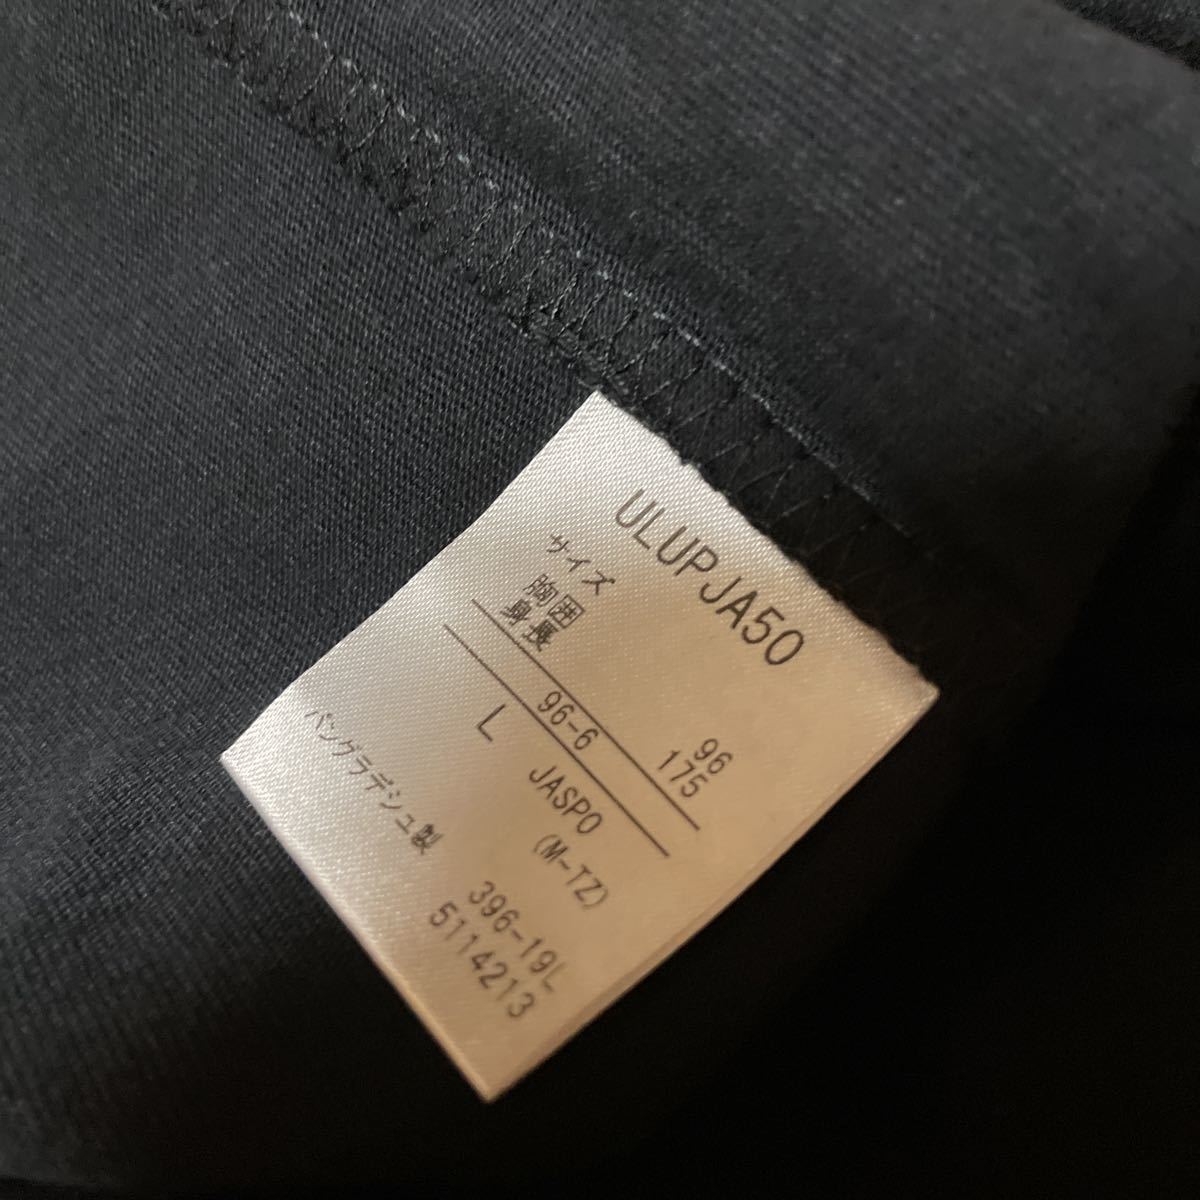 ULUPJA50
サイズ
胸囲 96
身長 175
96-6
L JASPO
(M-TZ)
バングラデシュ製 396-19L
5114213